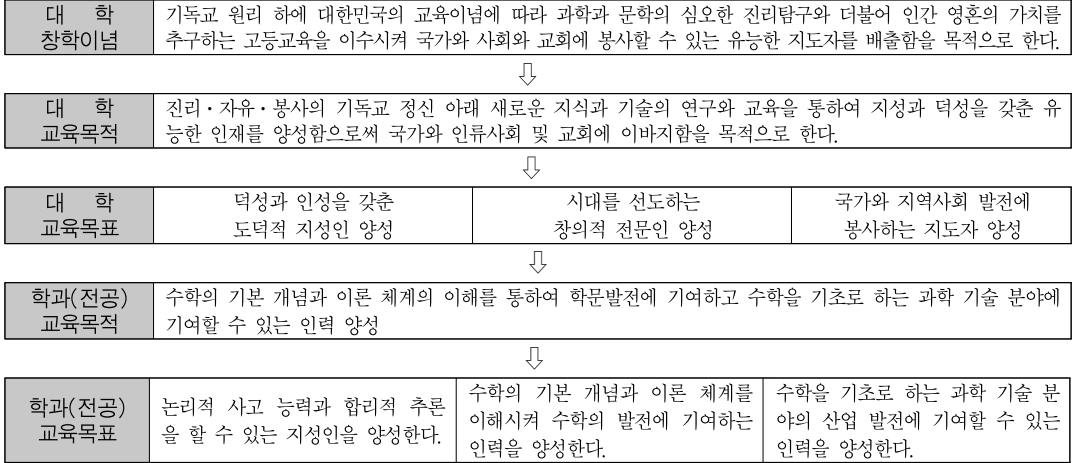 대 학
창학이념
기독교 원리 하에 대한민국의 교육이념에 따라 과학과 문학의 심오한 진리탐구와 더불어 인간 영혼의 가치를
추구하는 고등교육을 이수시켜 국가와 사회와 교회에 봉사할 수 있는 유능한 지도자를 배출함을 목적으로 한다.
대 학
교육목적
진리·자유·봉사의 기독교 정신 아래 새로운 지식과 기술의 연구와 교육을 통하여 지성과 덕성을 갖춘 유
능한 인재를 양성함으로써 국가와 인류사회 및 교회에 이바지함을 목적으로 한다.
대 학
교육목표
덕성과 인성을 갖춘
도덕적 지성인 양성
시대를 선도하는
창의적 전문인 양성
국가와 지역사회 발전에
봉사하는 지도자 양성
학과(전공)
교육목적
수학의 기본 개념과 이론 체계의 이해를 통하여 학문발전에 기여하고 수학을 기초로 하는 과학 기술 분야에
기여할 수 있는 인력 양성
학과(전공)
교육목표
논리적 사고 능력과 합리적 추론
을 할 수 있는 지성인을 양성한다.
수학의 기본 개념과 이론 체계를
이해시켜 수학의 발전에 기여하는
인력을 양성한다.
수학을 기초로 하는 과학 기술 분
야의 산업 발전에 기여할 수 있는
인력을 양성한다.